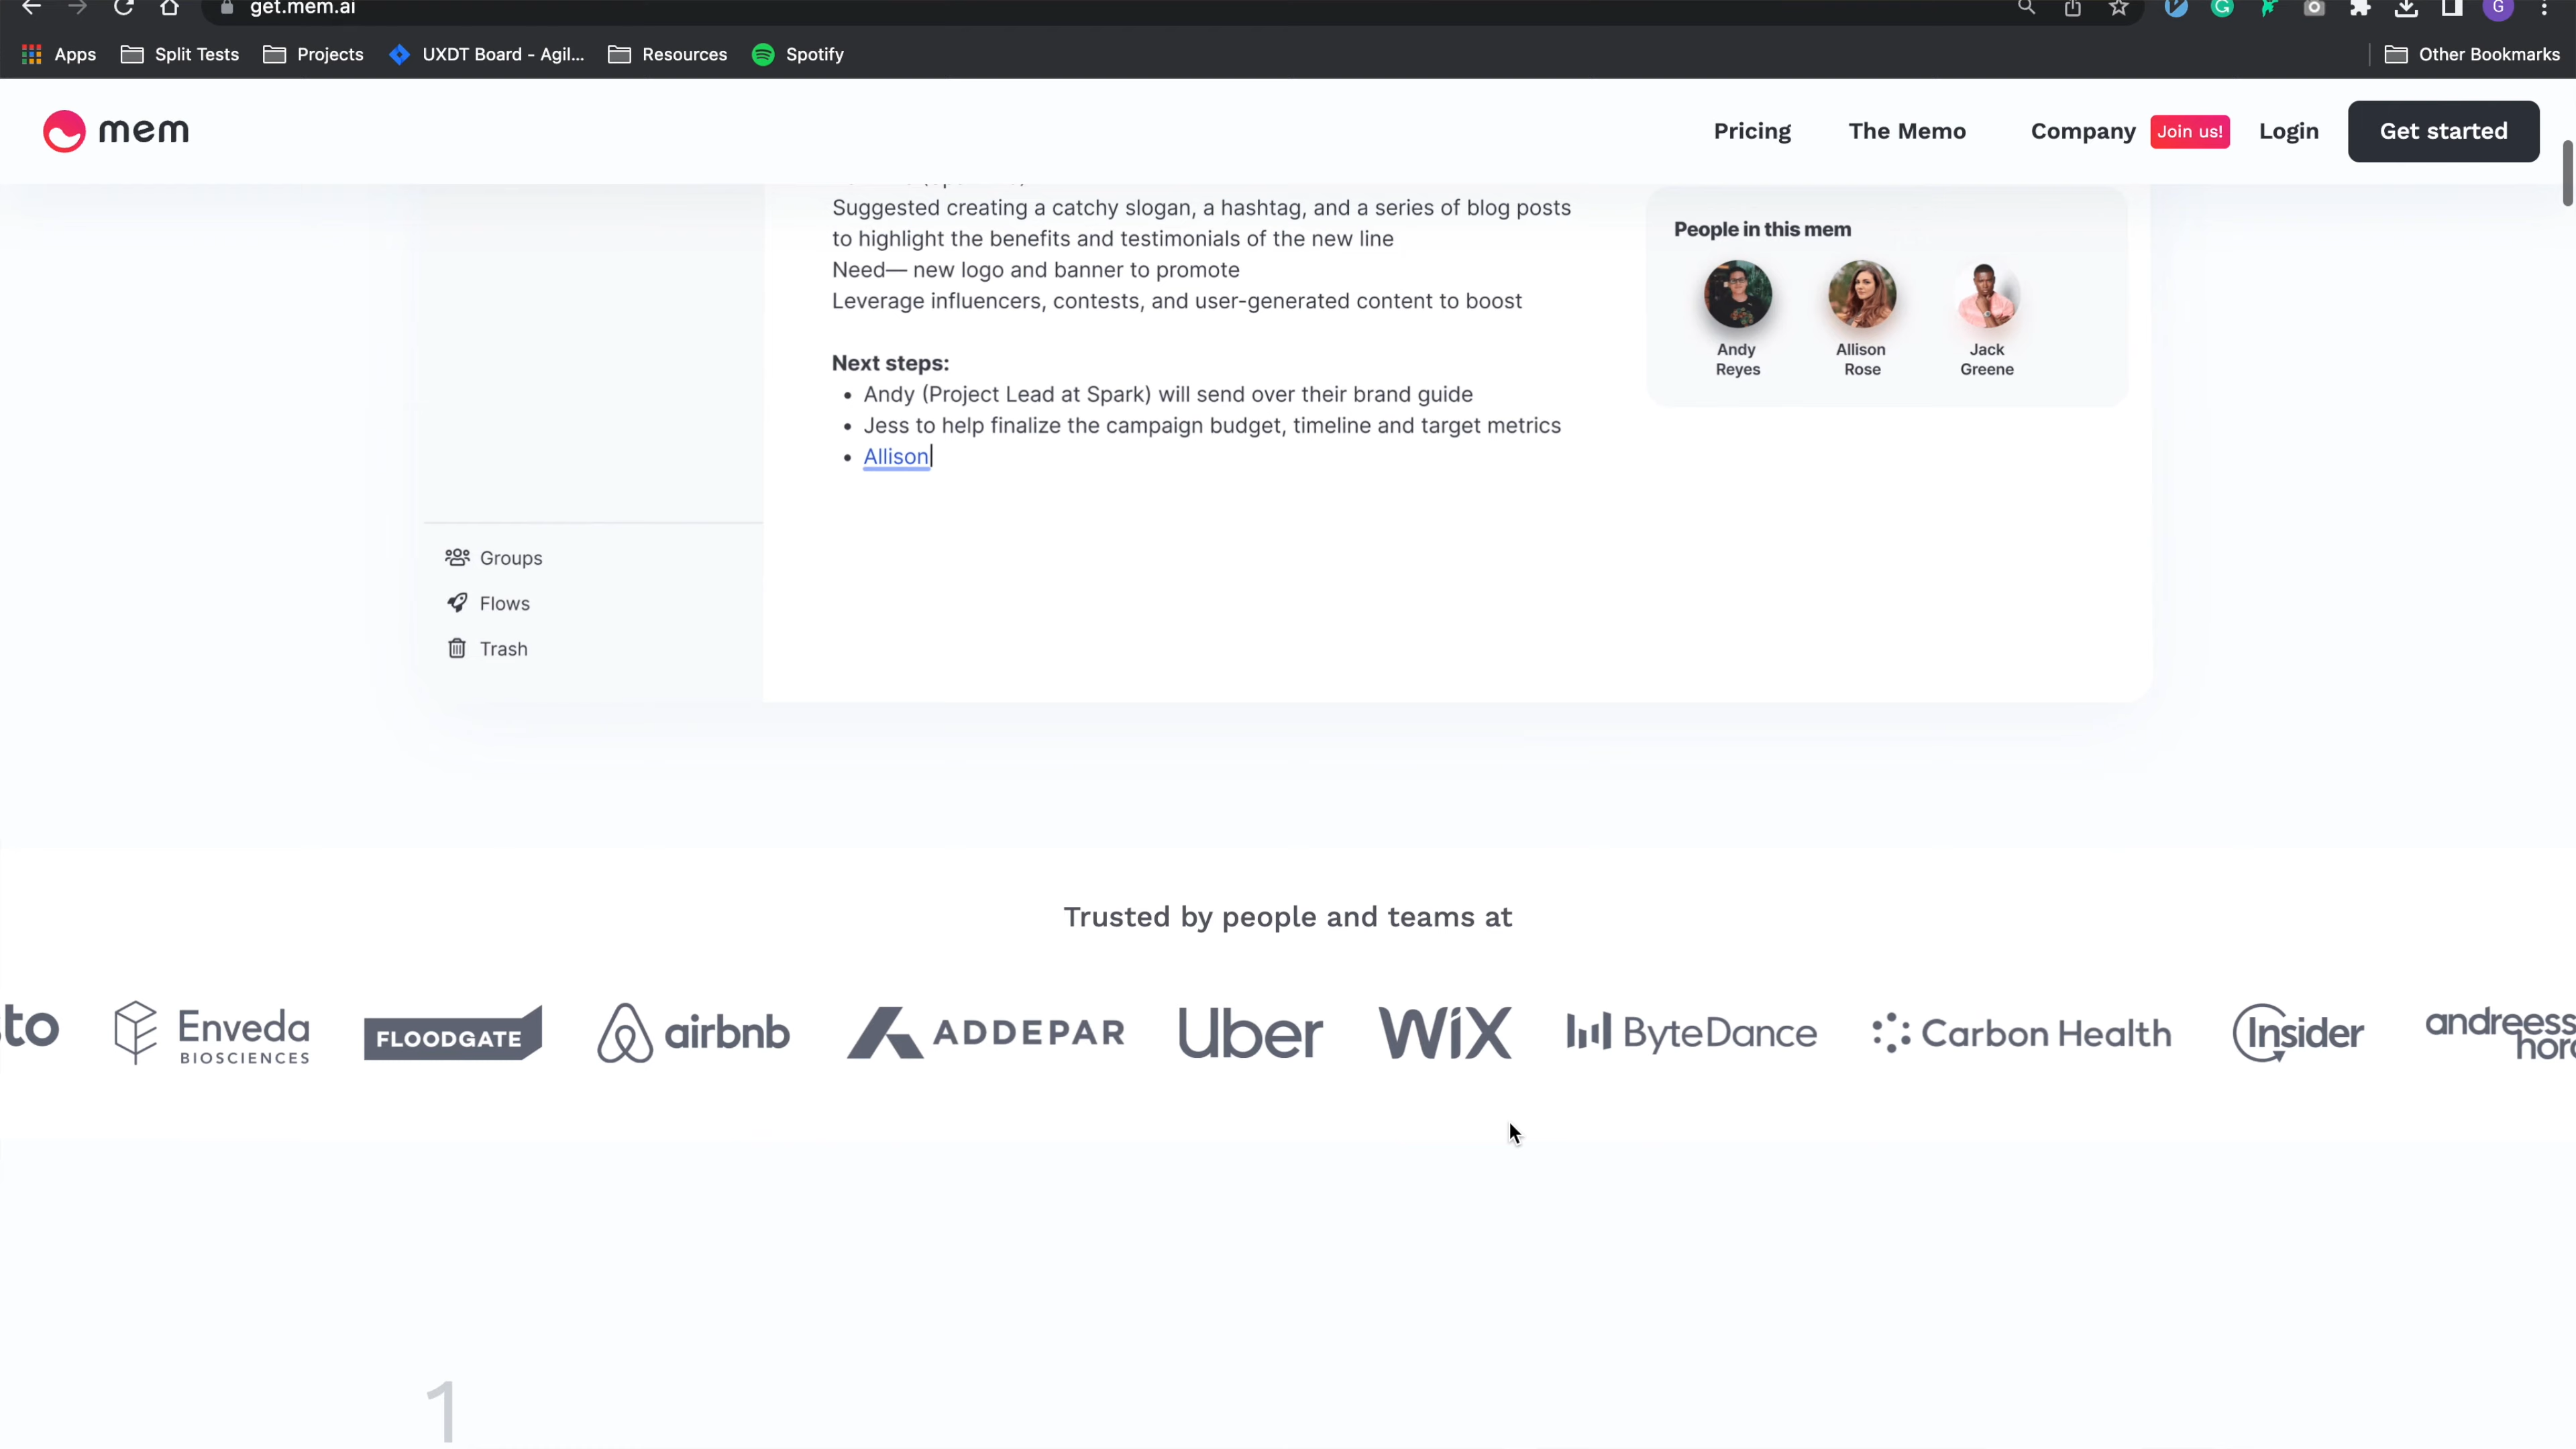 get.mem.ai
G
Apps
Split Tests
Projects
UXDT Board - Agil...
Resources
Spotify
Other Bookmarks
mem
Pricing
The Memo
Company
Join us!
Login
Get started
Suggested creating a catchy slogan, a hashtag, and a series of blog posts
to highlight the benefits and testimonials of the new line
Need— new logo and banner to promote
Leverage influencers, contests, and user-generated content to boost
Next steps:
• Andy (Project Lead at Spark) will send over their brand guide
• Jess to help finalize the campaign budget, timeline and target metrics
• Allison
People in this mem
Andy
Reyes
Allison
Rose
Jack
Greene
Groups
Flows
Trash
Trusted by people and teams at
to
Enveda
BIOSCIENCES
FLOODGATE
airbnb
ADDEPAR
Uber
WiX
ByteDance
Carbon Health
Insider
andreess
horo
1